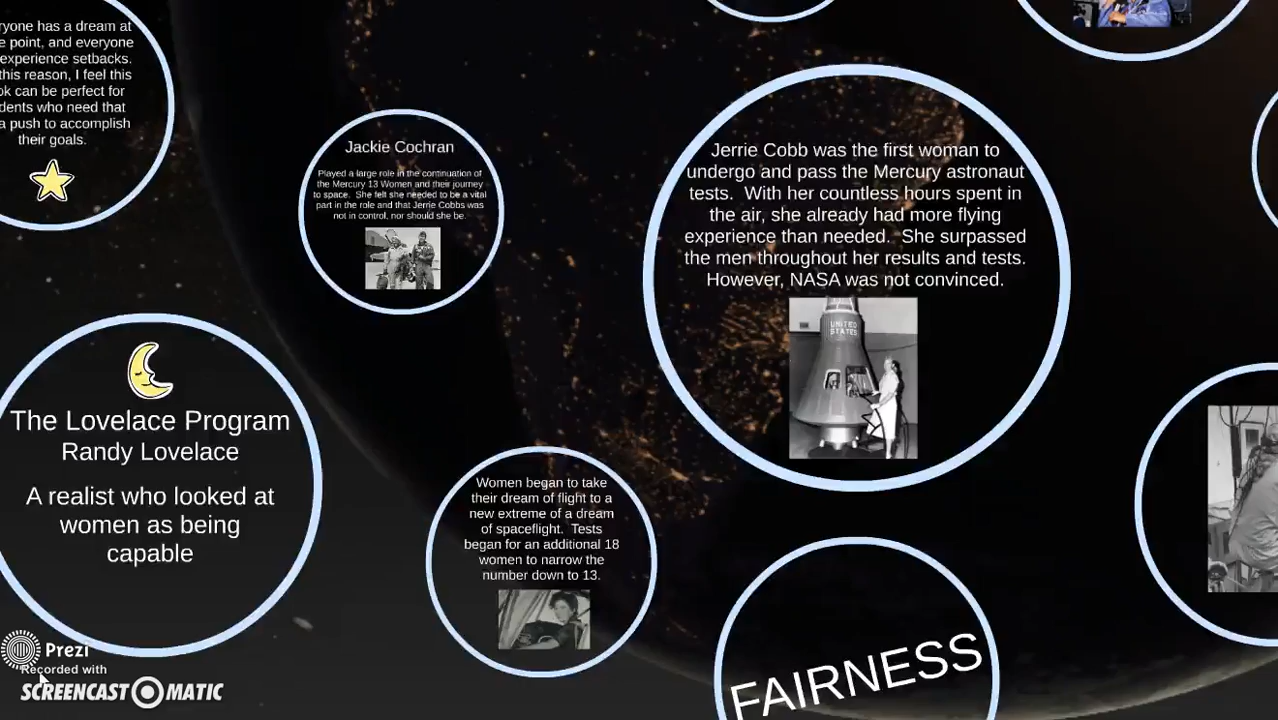 ryone has a dream at
e point, and everyone
experience setbacks.
this reason, I feel this
ok can be perfect for
dents who need that
a push to accomplish
their goals.
Jackie Cochran
Played a large role in the continuation of
the Mercury 13 Women and their journey
to space. She felt she needed to be a vital
part in the role and that Jerrie Cobbs was
not in control, nor should she be.
Jerrie Cobb was the first woman to
undergo and pass the Mercury astronaut
tests. With her countless hours spent in
the air, she already had more flying
experience than needed. She surpassed
the men throughout her results and tests.
However, NASA was not convinced.
UNITED
STATES
The Lovelace Program
Randy Lovelace
A realist who looked at
women as being
capable
Women began to take
their dream of flight to a
new extreme of a dream
of spaceflight. Tests
began for an additional 18
women to narrow the
number down to 13.
FAIRNESS
Prezi
Recorded with
SCREENCAST MATIC